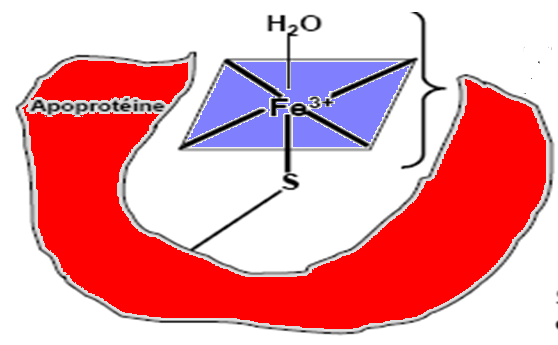 H₂O
Apoprotéine
Fe³⁺
S